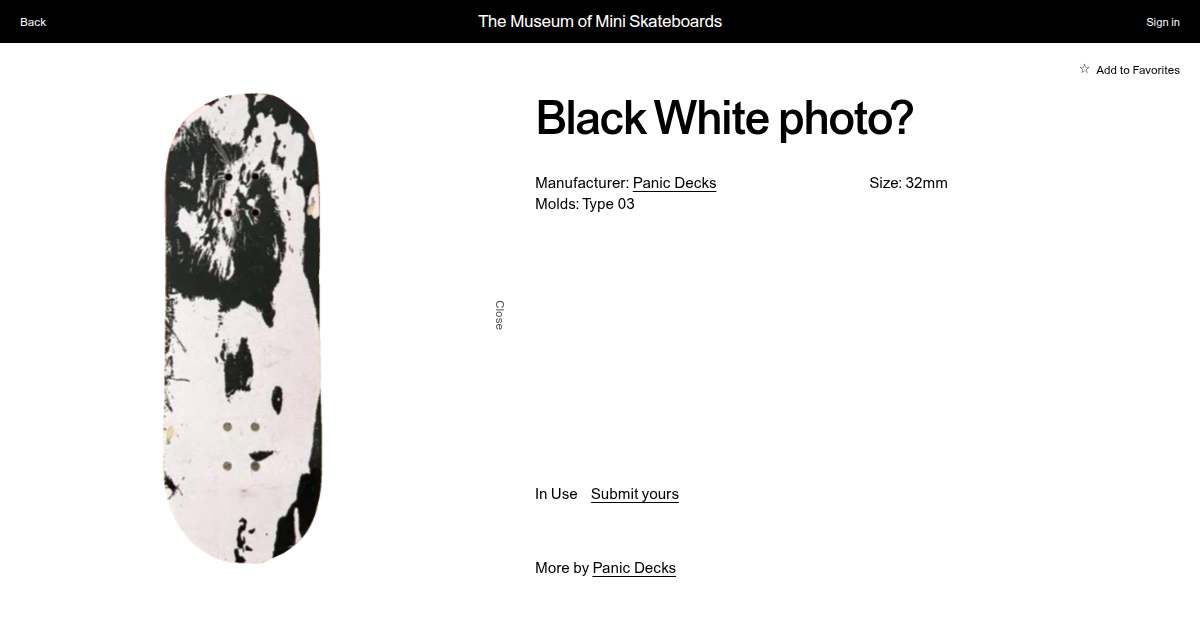 Back
The Museum of Mini Skateboards
Sign in
☆ Add to Favorites
Black White photo?
Manufacturer: Panic Decks
Size: 32mm
Molds: Type 03
Close
In Use Submit yours
More by Panic Decks